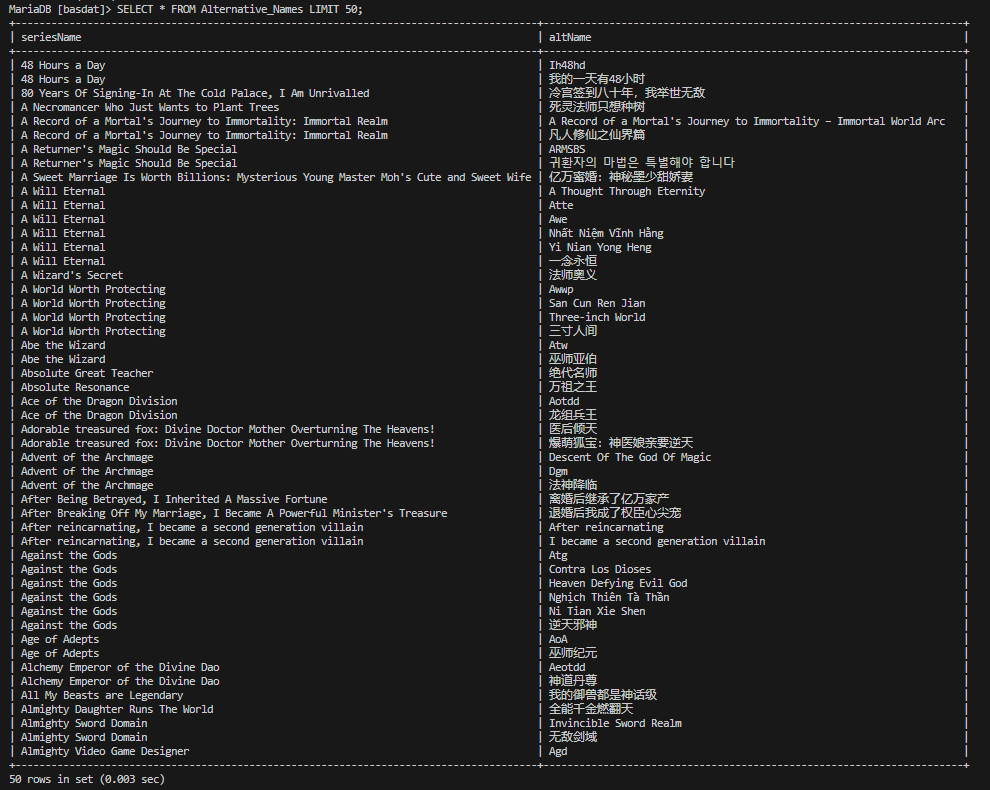 MariaDB [basdat]> SELECT * FROM Alternative_Names LIMIT 50;
| seriesName | altName |
| 48 Hours a Day | Ih48hd |
| 48 Hours a Day | 我的一天有48小时 |
| 80 Years Of Signing-In At The Cold Palace, I Am Unrivalled | 冷宫签到八十年，我举世无敌 |
| A Necromancer Who Just Wants to Plant Trees | 死灵法师只想种树 |
| A Record of a Mortal's Journey to Immortality: Immortal Realm | A Record of a Mortal's Journey to Immortality – Immortal World Arc |
| A Record of a Mortal's Journey to Immortality: Immortal Realm | 凡人修仙之仙界篇 |
| A Returner's Magic Should Be Special | ARMSBS |
| A Returner's Magic Should Be Special | 귀환자의 마법은 특별해야 합니다 |
| A Sweet Marriage Is Worth Billions: Mysterious Young Master Moh's Cute and Sweet Wife | 亿万蜜婚：神秘墨少甜娇妻 |
| A Will Eternal | A Thought Through Eternity |
| A Will Eternal | Atte |
| A Will Eternal | Awe |
| A Will Eternal | Nhất Niệm Vĩnh Hằng |
| A Will Eternal | Yi Nian Yong Heng |
| A Will Eternal | 一念永恒 |
| A Wizard's Secret | 法师奥义 |
| A World Worth Protecting | Awwp |
| A World Worth Protecting | San Cun Ren Jian |
| A World Worth Protecting | Three-inch World |
| A World Worth Protecting | 三寸人间 |
| Abe the Wizard | Atw |
| Abe the Wizard | 巫师亚伯 |
| Absolute Great Teacher | 绝代名师 |
| Absolute Resonance | 万相之王 |
| Ace of the Dragon Division | Aotdd |
| Ace of the Dragon Division | 龙组兵王 |
| Adorable treasured fox: Divine Doctor Mother Overturning The Heavens! | 医后倾天 |
| Adorable treasured fox: Divine Doctor Mother Overturning The Heavens! | 爆萌狐宝：神医娘亲要逆天 |
| Advent of the Archmage | Descent Of The God Of Magic |
| Advent of the Archmage | Dgm |
| Advent of the Archmage | 法神降临 |
| After Being Betrayed, I Inherited A Massive Fortune | 离婚后继承了亿万家产 |
| After Breaking Off My Marriage, I Became A Powerful Minister's Treasure | 退婚后我成了权臣心尖宠 |
| After reincarnating, I became a second generation villain | After reincarnating |
| After reincarnating, I became a second generation villain | I became a second generation villain |
| Against the Gods | Atg |
| Against the Gods | Contra Los Dioses |
| Against the Gods | Heaven Defying Evil God |
| Against the Gods | Nghịch Thiên Tà Thần |
| Against the Gods | Ni Tian Xie Shen |
| Against the Gods | 逆天邪神 |
| Age of Adepts | AoA |
| Age of Adepts | 巫师纪元 |
| Alchemy Emperor of the Divine Dao | Aeotdd |
| Alchemy Emperor of the Divine Dao | 神道丹尊 |
| All My Beasts are Legendary | 我的御兽都是神话级 |
| Almighty Daughter Runs The World | 全能千金燃翻天 |
| Almighty Sword Domain | Invincible Sword Realm |
| Almighty Sword Domain | 无敌剑域 |
| Almighty Video Game Designer | Agd |
50 rows in set (0.003 sec)